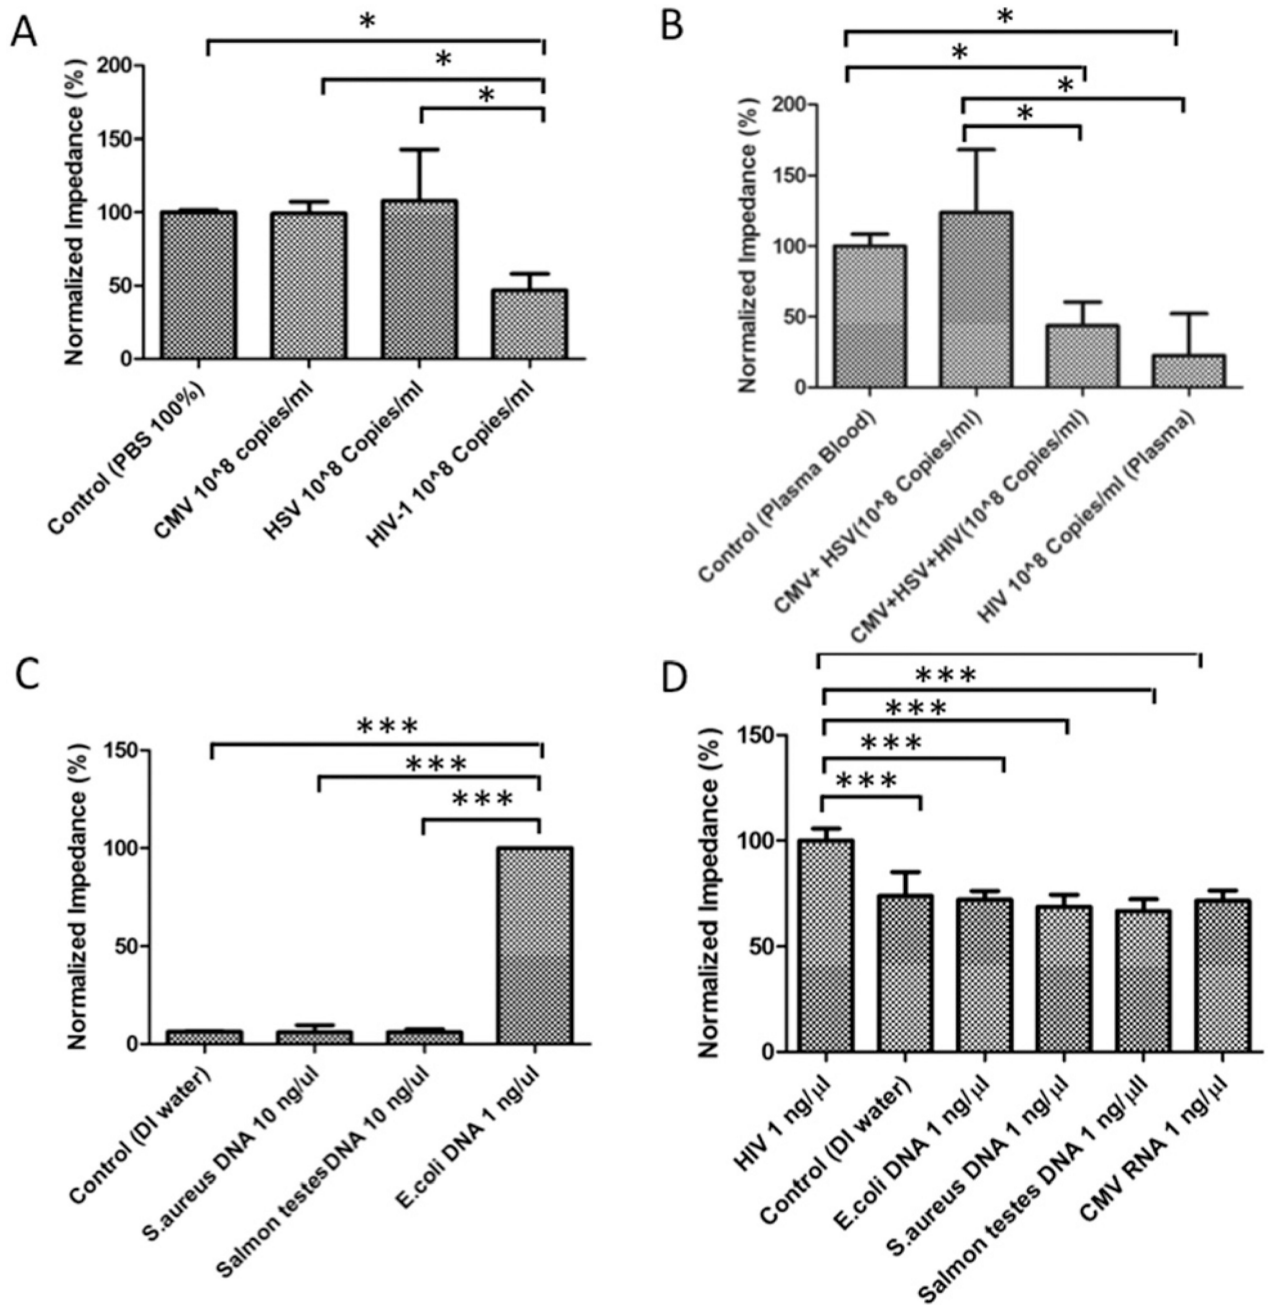 A
*
*
*
Normalized Impedance (%)
200
150
100
50
0
Control (PBS 100%)
CMV 10^8 copies/ml
HSV 10^8 Copies/ml
HIV-1 10^8 Copies/ml
B
*
*
*
*
Normalized Impedance (%)
200
150
100
50
0
Control (Plasma Blood)
CMV+ HSV(10^8 Copies/ml)
CMV+HSV+HIV(10^8 Copies/ml)
HIV 10^8 Copies/ml (Plasma)
C
***
***
***
Normalized Impedance (%)
150
100
50
0
Control (DI water)
S.aureus DNA 10 ng/ul
Salmon testes DNA 10 ng/ul
E.coli DNA 1 ng/ul
D
***
***
***
***
Normalized Impedance (%)
150
100
50
0
HIV 1 ng/µl
Control (DI water)
E.coli DNA 1 ng/µl
S.aureus DNA 1 ng/µl
Salmon testes DNA 1 ng/µll
CMV RNA 1 ng/µl